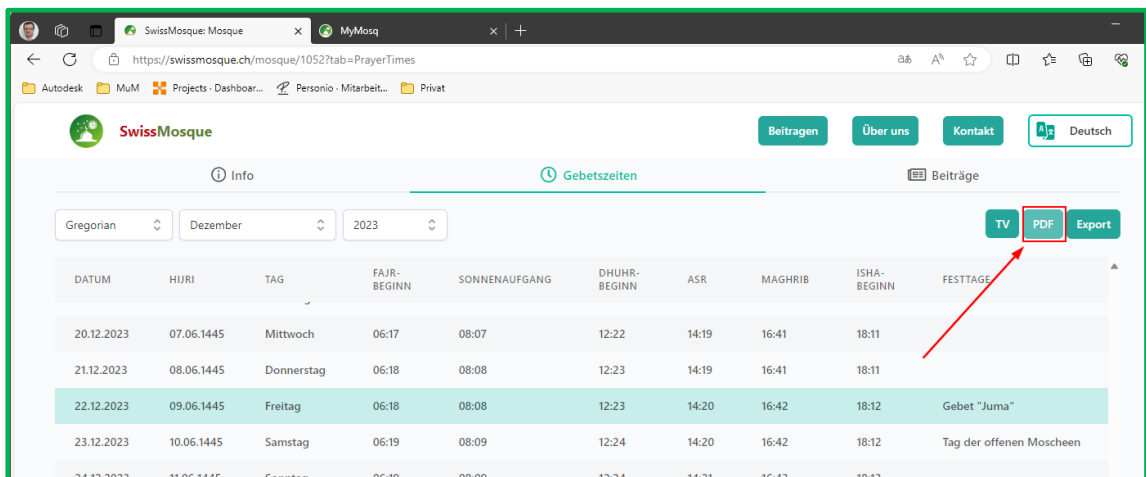 SwissMosque: Mosque
MyMosq
https://swissmosque.ch/mosque/1052?tab=PrayerTimes
Autodesk MuM Projects - Dashboar... Personio - Mitarbeit... Privat
SwissMosque
Beitragen Über uns Kontakt Deutsch
Info Gebetszeiten Beiträge
Gregorian Dezember 2023 TV PDF Export
DATUM HIJRI TAG FAJR-BEGINN SONNENAUFGANG DHUHR-BEGINN ASR MAGHRIB ISHA-BEGINN FESTTAGE
20.12.2023 07.06.1445 Mittwoch 06:17 08:07 12:22 14:19 16:41 18:11
21.12.2023 08.06.1445 Donnerstag 06:18 08:08 12:23 14:19 16:41 18:11
22.12.2023 09.06.1445 Freitag 06:18 08:08 12:23 14:20 16:42 18:12 Gebet "Juma"
23.12.2023 10.06.1445 Samstag 06:19 08:09 12:24 14:20 16:42 18:12 Tag der offenen Moscheen